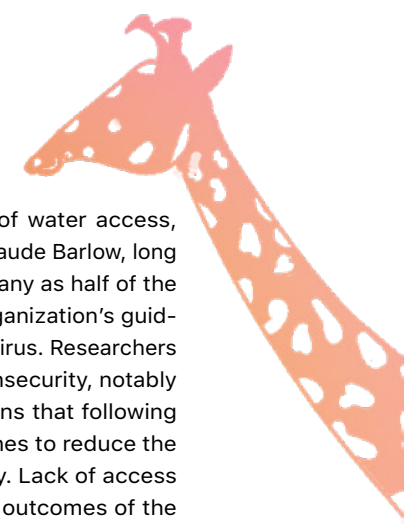 of water access,
aude Barlow, long
any as half of the
ganization's guid-
irus. Researchers
nsecurity, notably
ns that following
nes to reduce the
y. Lack of access
outcomes of the